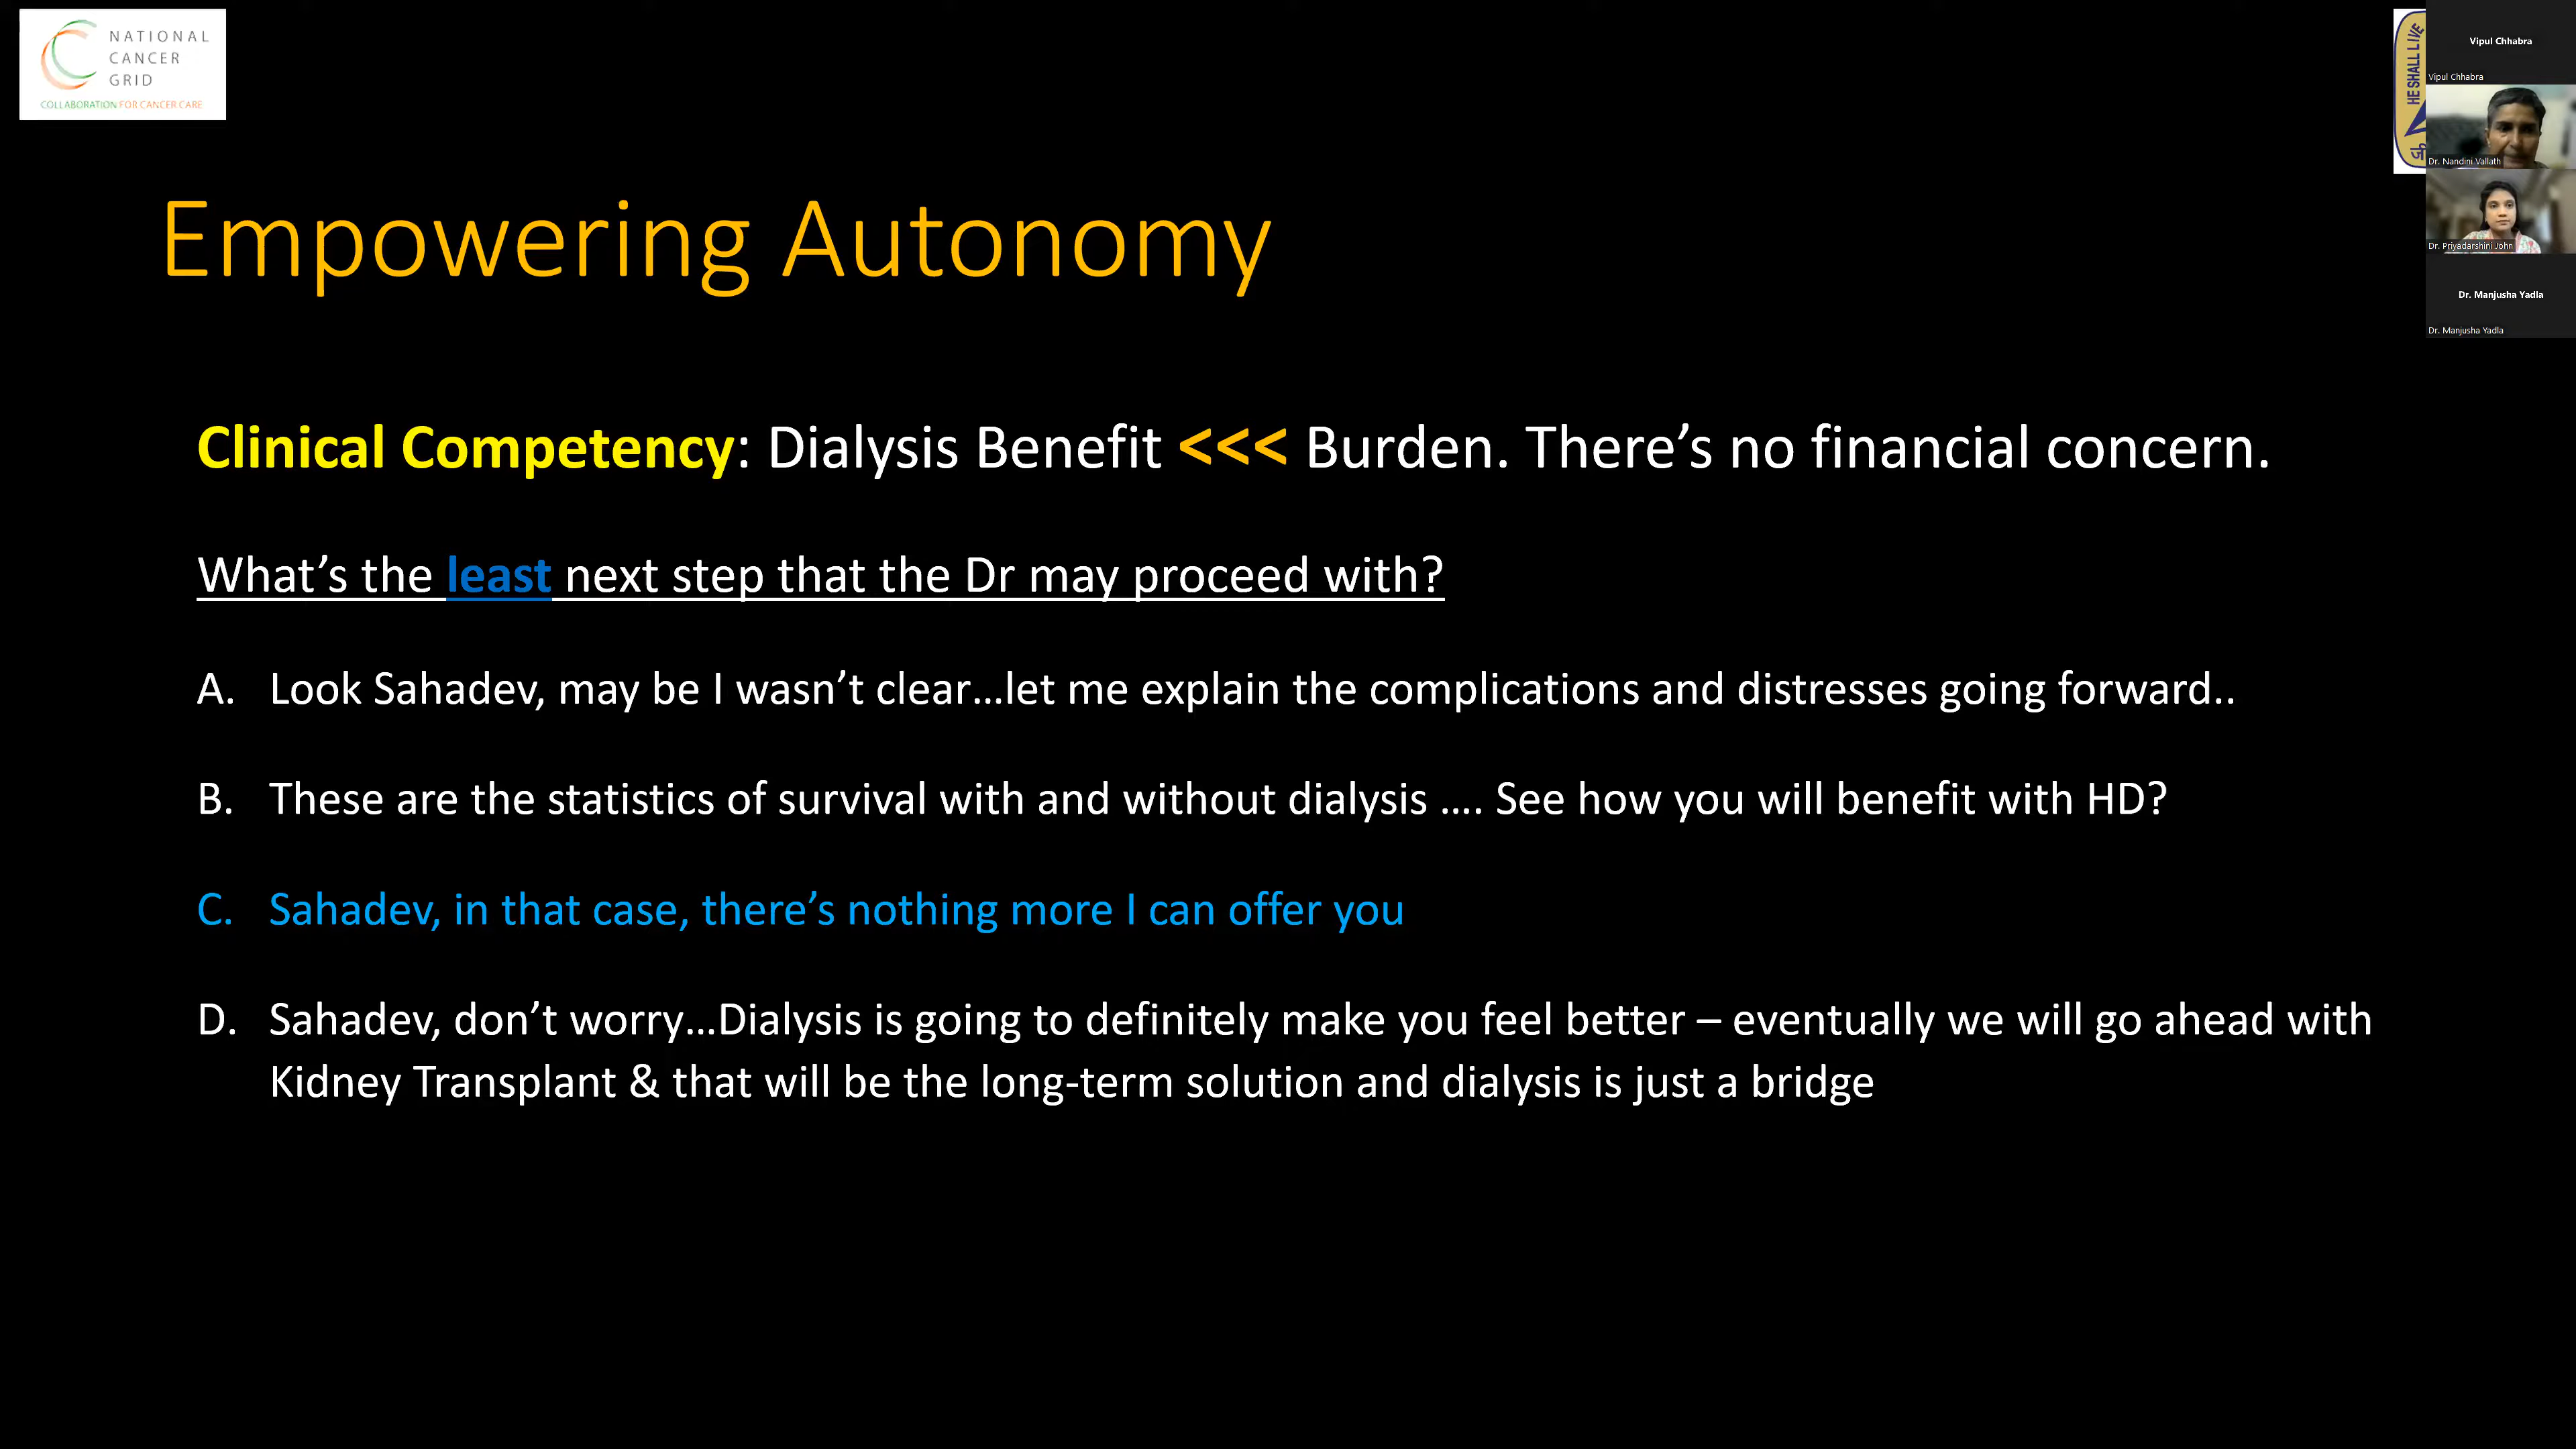 NATIONAL
CANCER
GRID
COLLABORATION FOR CANCER CARE
HE SHALL LIVE
Vipul Chhabra
Vipul Chhabra
Dr. Nandini Vallath
Dr. Priyadarshini John
Dr. Manjusha Yadla
Dr. Manjusha Yadla
Empowering Autonomy
Clinical Competency: Dialysis Benefit <<< Burden. There’s no financial concern.
What’s the least next step that the Dr may proceed with?
A. Look Sahadev, may be I wasn’t clear…let me explain the complications and distresses going forward..
B. These are the statistics of survival with and without dialysis …. See how you will benefit with HD?
C. Sahadev, in that case, there’s nothing more I can offer you
D. Sahadev, don’t worry…Dialysis is going to definitely make you feel better – eventually we will go ahead with
Kidney Transplant & that will be the long-term solution and dialysis is just a bridge